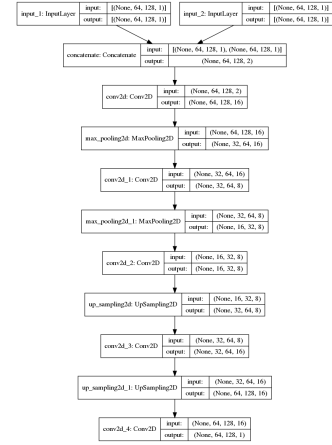 input_1: InputLayer input: [(None, 64, 128, 1)]
output: [(None, 64, 128, 1)]
input_2: InputLayer input: [(None, 64, 128, 1)]
output: [(None, 64, 128, 1)]
concatenate: Concatenate input: [(None, 64, 128, 1), (None, 64, 128, 1)]
output: (None, 64, 128, 2)
conv2d: Conv2D input: (None, 64, 128, 2)
output: (None, 64, 128, 16)
max_pooling2d: MaxPooling2D input: (None, 64, 128, 16)
output: (None, 32, 64, 16)
conv2d_1: Conv2D input: (None, 32, 64, 16)
output: (None, 32, 64, 8)
max_pooling2d_1: MaxPooling2D input: (None, 32, 64, 8)
output: (None, 16, 32, 8)
conv2d_2: Conv2D input: (None, 16, 32, 8)
output: (None, 16, 32, 8)
up_sampling2d: UpSampling2D input: (None, 16, 32, 8)
output: (None, 32, 64, 8)
conv2d_3: Conv2D input: (None, 32, 64, 8)
output: (None, 32, 64, 16)
up_sampling2d_1: UpSampling2D input: (None, 32, 64, 16)
output: (None, 64, 128, 16)
conv2d_4: Conv2D input: (None, 64, 128, 16)
output: (None, 64, 128, 1)